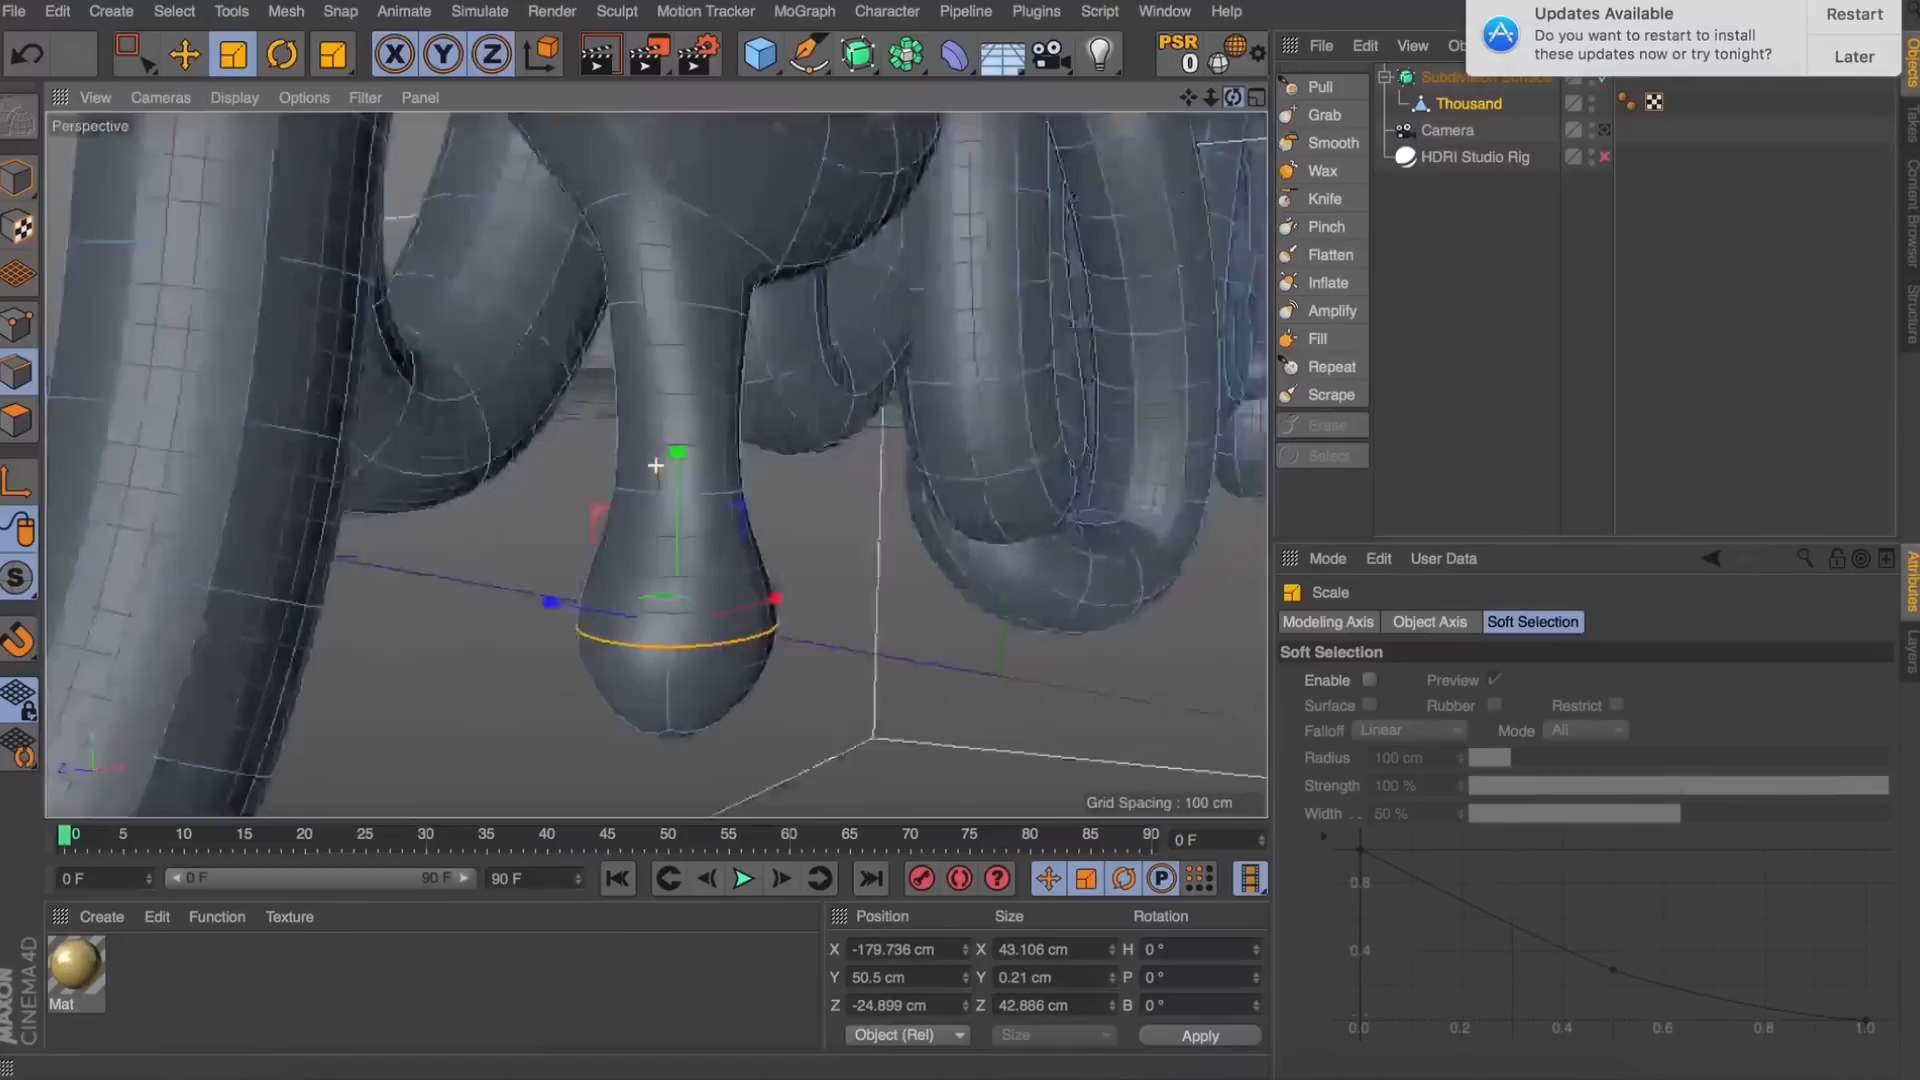 File Edit Create Select Tools Mesh Snap Animate Simulate Render Sculpt Motion Tracker MoGraph Character Pipeline Plugins Script Window Help
Updates Available
Do you want to restart to install
these updates now or try tonight?
Restart
Later
X Y Z
PSR
0
File Edit View
View Cameras Display Options Filter Panel
Perspective
Pull
Grab
Smooth
Wax
Knife
Pinch
Flatten
Inflate
Amplify
Fill
Repeat
Scrape
Erase
Select
Thousand
Camera
HDRI Studio Rig
Objects
Takes
Content Browser
Structure
Mode Edit User Data
Scale
Modeling Axis Object Axis Soft Selection
Soft Selection
Enable Preview
Surface Rubber Restrict
Falloff Linear Mode All
Radius 100 cm
Strength 100 %
Width . . 50 %
0.8
0.4
0.0 0.2 0.4 0.6 0.8 1.0
Attributes
Layers
S
Z
Grid Spacing : 100 cm
0 5 10 15 20 25 30 35 40 45 50 55 60 65 70 75 80 85 90 0 F
0 F 0 F 90 F 90 F
P
Create Edit Function Texture
Mat
MAXON
CINEMA 4D
Position Size Rotation
X -179.736 cm X 43.106 cm H 0 °
Y 50.5 cm Y 0.21 cm P 0 °
Z -24.899 cm Z 42.886 cm B 0 °
Object (Rel) Size Apply